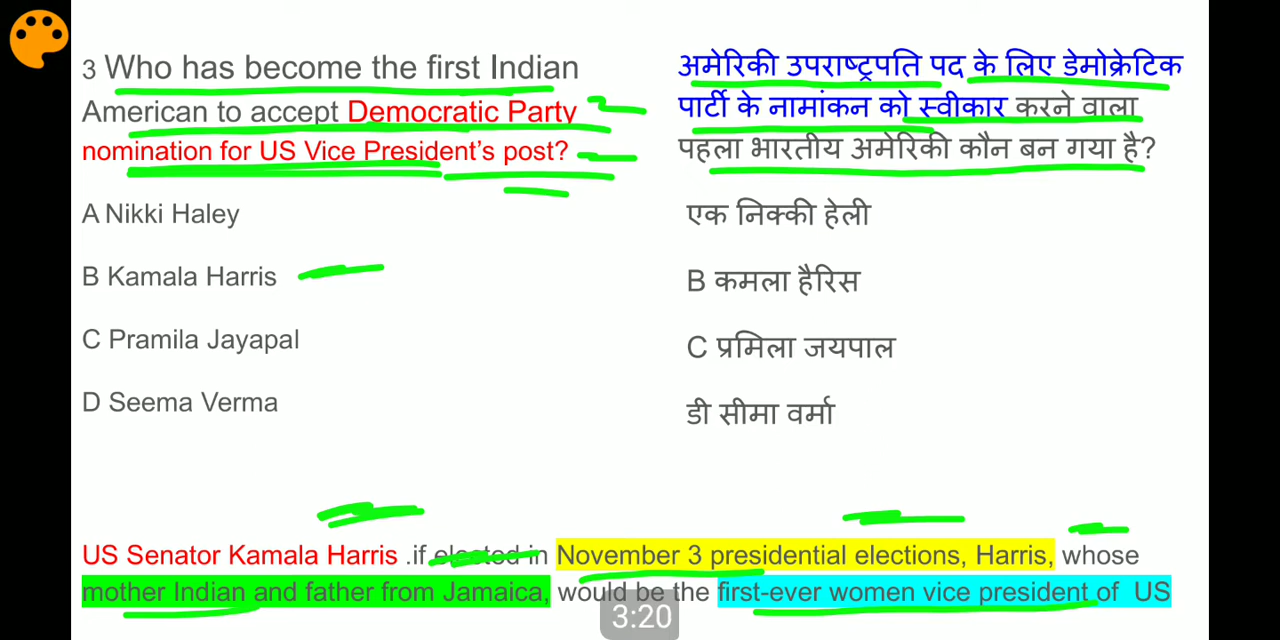 3 Who has become the first Indian
American to accept Democratic Party
nomination for US Vice President’s post?
A Nikki Haley
B Kamala Harris
C Pramila Jayapal
D Seema Verma
अमेरिकी उपराष्ट्रपति पद के लिए डेमोक्रेटिक
पार्टी के नामांकन को स्वीकार करने वाला
पहला भारतीय अमेरिकी कौन बन गया है?
एक निक्की हेली
B कमला हैरिस
C प्रमिला जयपाल
डी सीमा वर्मा
US Senator Kamala Harris .if elected in November 3 presidential elections, Harris, whose
mother Indian and father from Jamaica, would be the first-ever women vice president of US
3:20